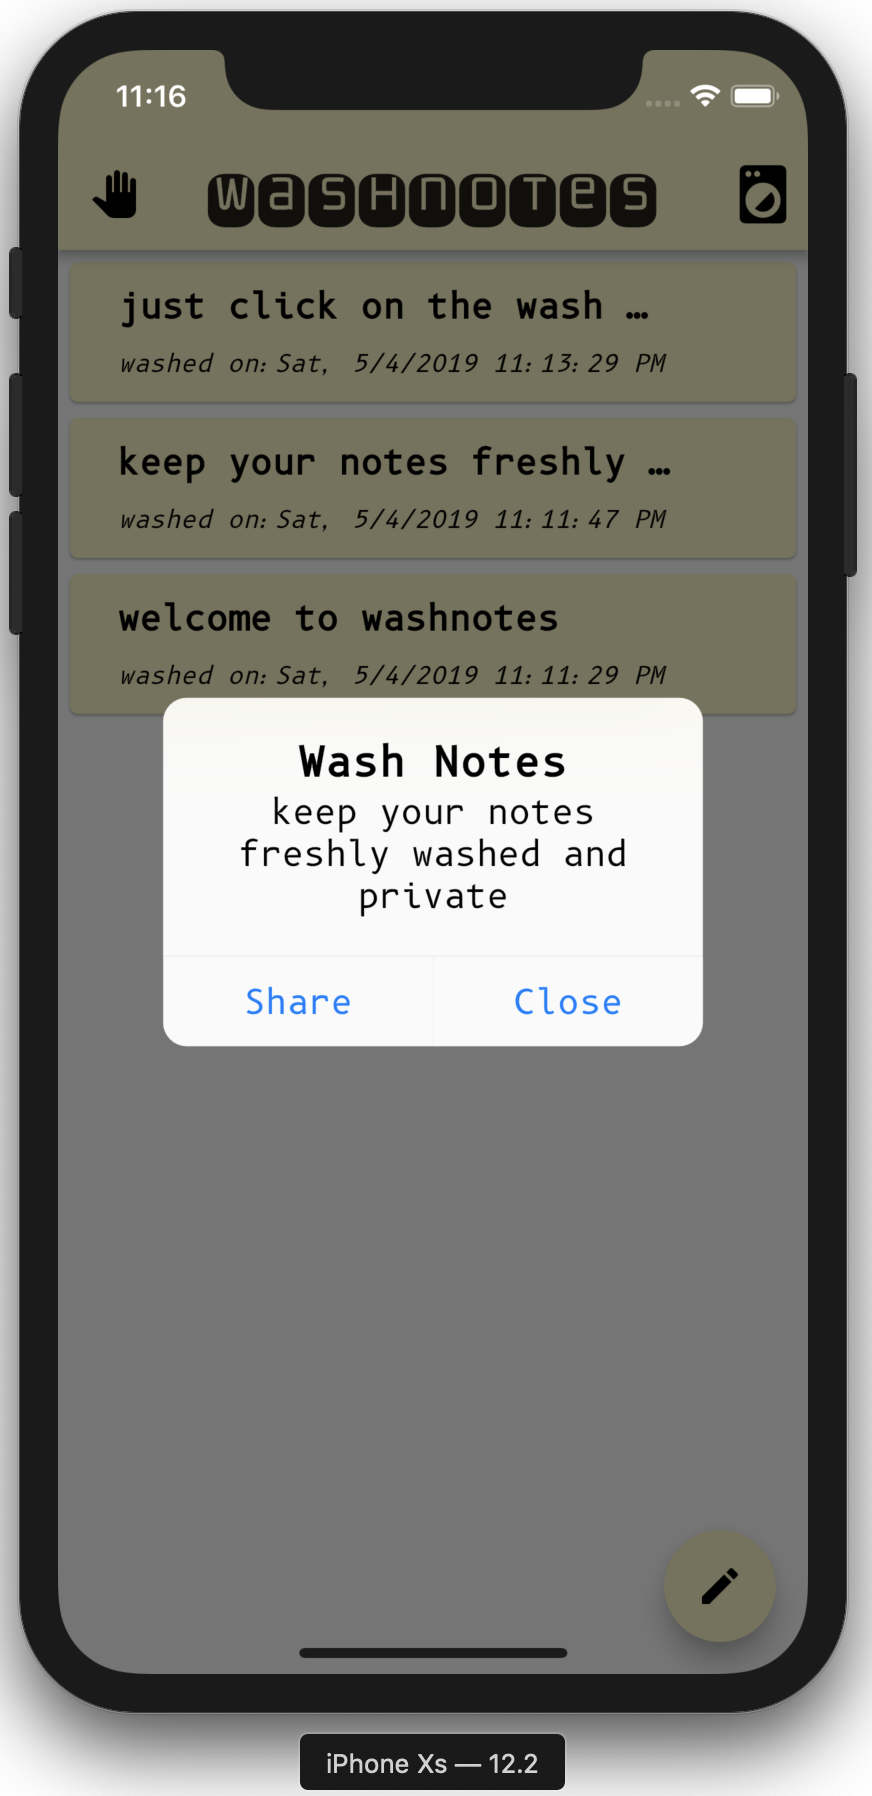 11:16
washnotes
just click on the wash …
washed on: Sat, 5/4/2019 11:13:29 PM
keep your notes freshly …
washed on: Sat, 5/4/2019 11:11:47 PM
welcome to washnotes
washed on: Sat, 5/4/2019 11:11:29 PM
Wash Notes
keep your notes
freshly washed and
private
Share Close
iPhone Xs — 12.2